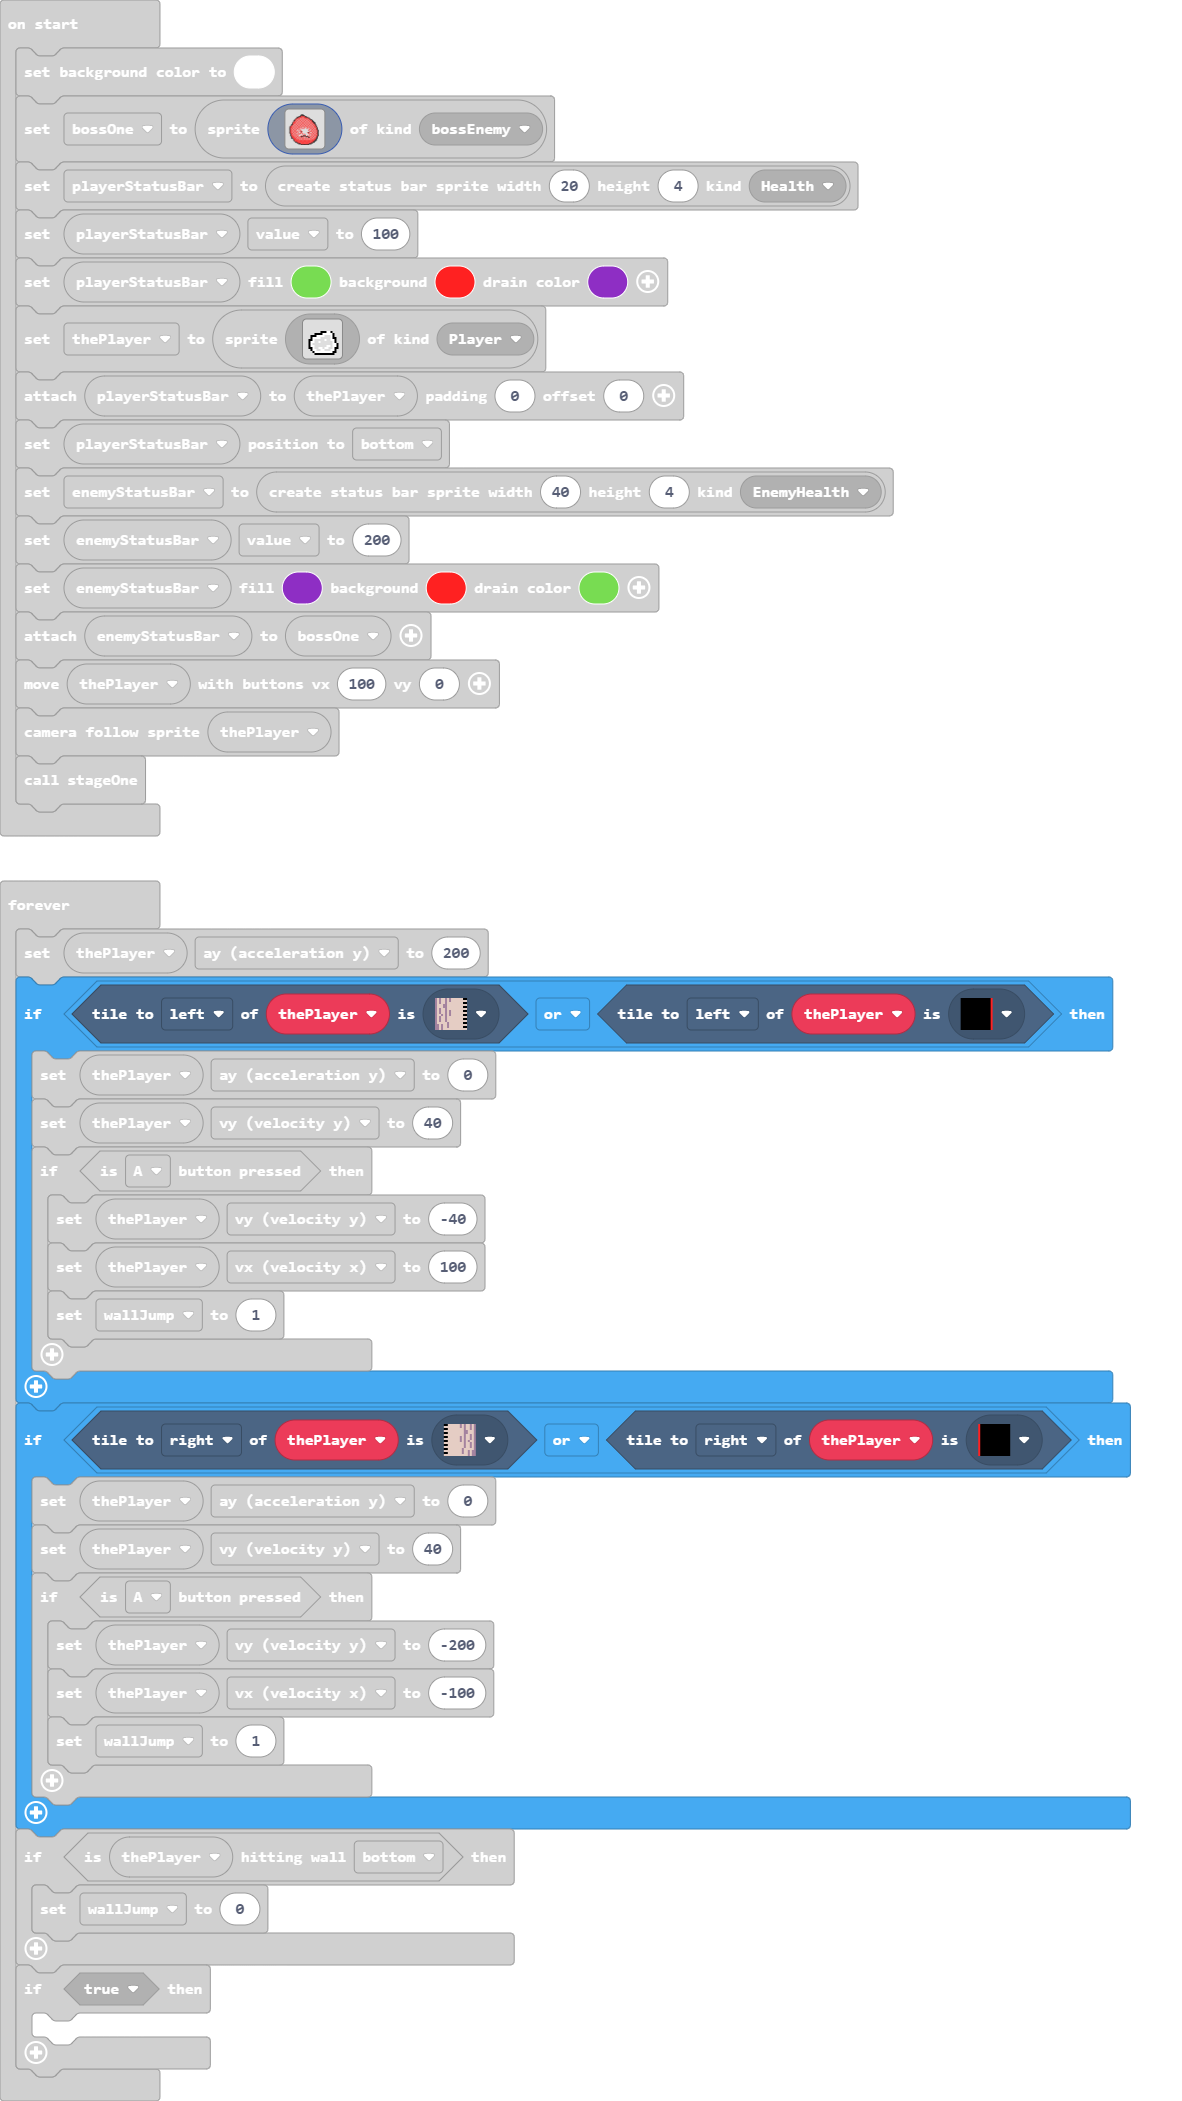 on start
set background color to
set bossOne to sprite of kind bossEnemy
set playerStatusBar to create status bar sprite width 20 height 4 kind Health
set playerStatusBar value to 100
set playerStatusBar fill background drain color
set thePlayer to sprite of kind Player
attach playerStatusBar to thePlayer padding 0 offset 0
set playerStatusBar position to bottom
set enemyStatusBar to create status bar sprite width 40 height 4 kind EnemyHealth
set enemyStatusBar value to 200
set enemyStatusBar fill background drain color
attach enemyStatusBar to bossOne
move thePlayer with buttons vx 100 vy 0
camera follow sprite thePlayer
call stageOne
forever
set thePlayer ay (acceleration y) to 200
if tile to left of thePlayer is or tile to left of thePlayer is then
set thePlayer ay (acceleration y) to 0
set thePlayer vy (velocity y) to 40
if is A button pressed then
set thePlayer vy (velocity y) to -40
set thePlayer vx (velocity x) to 100
set wallJump to 1
if tile to right of thePlayer is or tile to right of thePlayer is then
set thePlayer ay (acceleration y) to 0
set thePlayer vy (velocity y) to 40
if is A button pressed then
set thePlayer vy (velocity y) to -200
set thePlayer vx (velocity x) to -100
set wallJump to 1
if is thePlayer hitting wall bottom then
set wallJump to 0
if true then